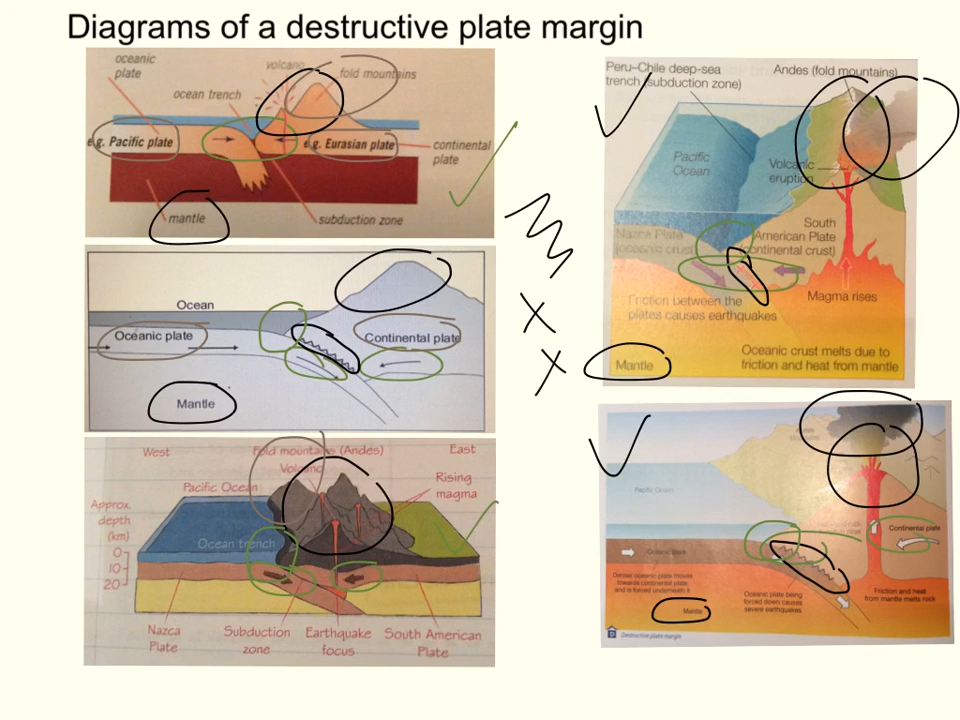 Diagrams of a destructive plate margin
oceanic
plate
volcano
fold mountains
ocean trench
e.g. Pacific plate
e.g. Eurasian plate
continental
plate
mantle
subduction zone
Ocean
Oceanic plate
Continental plate
Mantle
West
Fold mountains (Andes)
East
Volcano
Rising
magma
Pacific Ocean
Approx.
depth
(km)
Ocean trench
0
10
20
Nazca
Plate
Subduction
zone
Earthquake
focus
South American
Plate
Peru–Chile deep-sea
trench (subduction zone)
Andes (fold mountains)
Pacific
Ocean
Volcanic
eruption
Nazca Plate
(oceanic crust)
South
American Plate
(continental crust)
Friction between the
plates causes earthquakes
Magma rises
Mantle
Oceanic crust melts due to
friction and heat from mantle
Pacific Ocean
Continental plate
Oceanic plate
Dense oceanic plate moves
towards continental plate
and is forced underneath it
Mantle
Oceanic plate being
forced down causes
severe earthquakes
Friction and heat
from mantle melts rock
Destructive plate margin